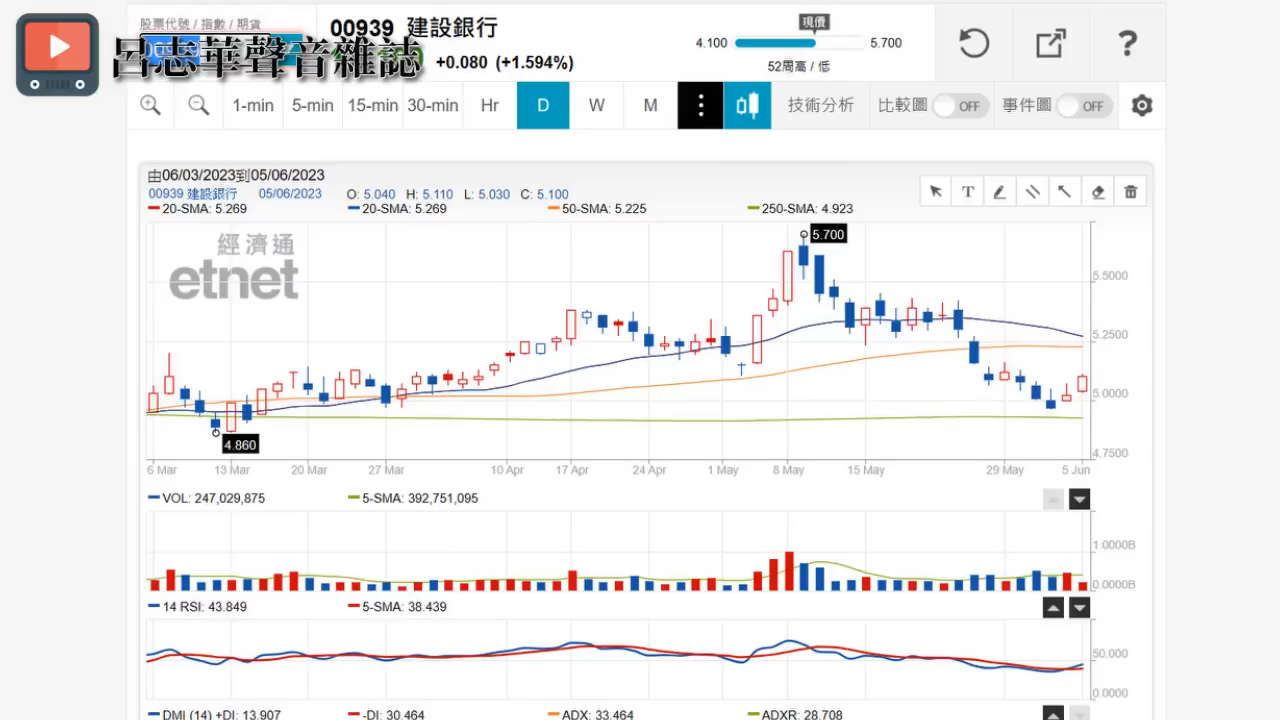 股票代號 / 指數 / 期貨
00939 建設銀行
呂志華聲音雜誌
+0.080 (+1.594%)
現價
4.100 5.700
52周高 / 低
?
1-min 5-min 15-min 30-min Hr D W M 技術分析 比較圖 OFF 事件圖 OFF
由06/03/2023到05/06/2023
00939 建設銀行 05/06/2023 O: 5.040 H: 5.110 L: 5.030 C: 5.100
T
20-SMA: 5.269 20-SMA: 5.269 50-SMA: 5.225 250-SMA: 4.923
經濟通
etnet
5.700
5.5000
5.2500
5.0000
4.860
4.7500
6 Mar 13 Mar 20 Mar 27 Mar 10 Apr 17 Apr 24 Apr 1 May 8 May 15 May 29 May 5 Jun
VOL: 247,029,875 5-SMA: 392,751,095
1.0000B
0.0000B
14 RSI: 43.849 5-SMA: 38.439
50.000
0.0000
DMI (14) +DI: 13.907 -DI: 30.464 ADX: 33.464 ADXR: 28.708